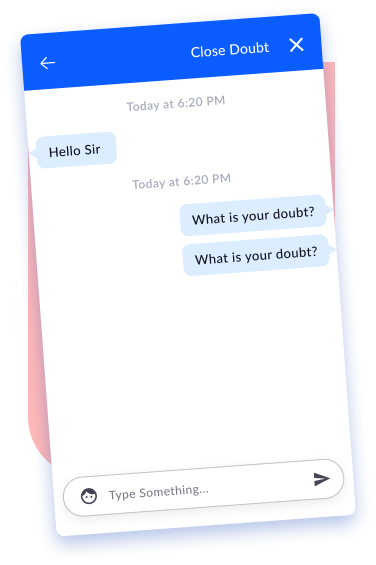 Close Doubt
Today at 6:20 PM
Hello Sir
Today at 6:20 PM
What is your doubt?
What is your doubt?
Type Something...